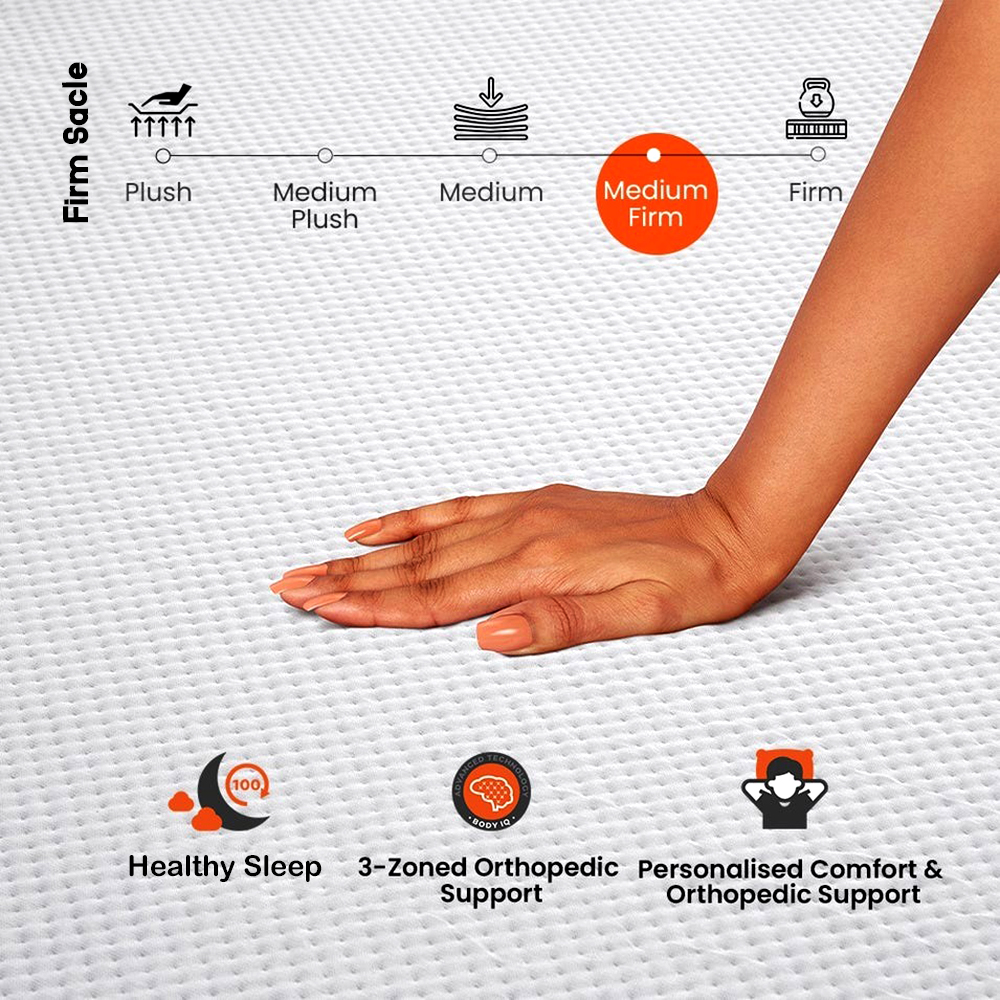 Firm Sacle
Plush
Medium
Plush
Medium
Medium
Firm
Firm
100
ADVANCED TECHNOLOGY
• BODY IQ •
Healthy Sleep
3-Zoned Orthopedic
Support
Personalised Comfort &
Orthopedic Support